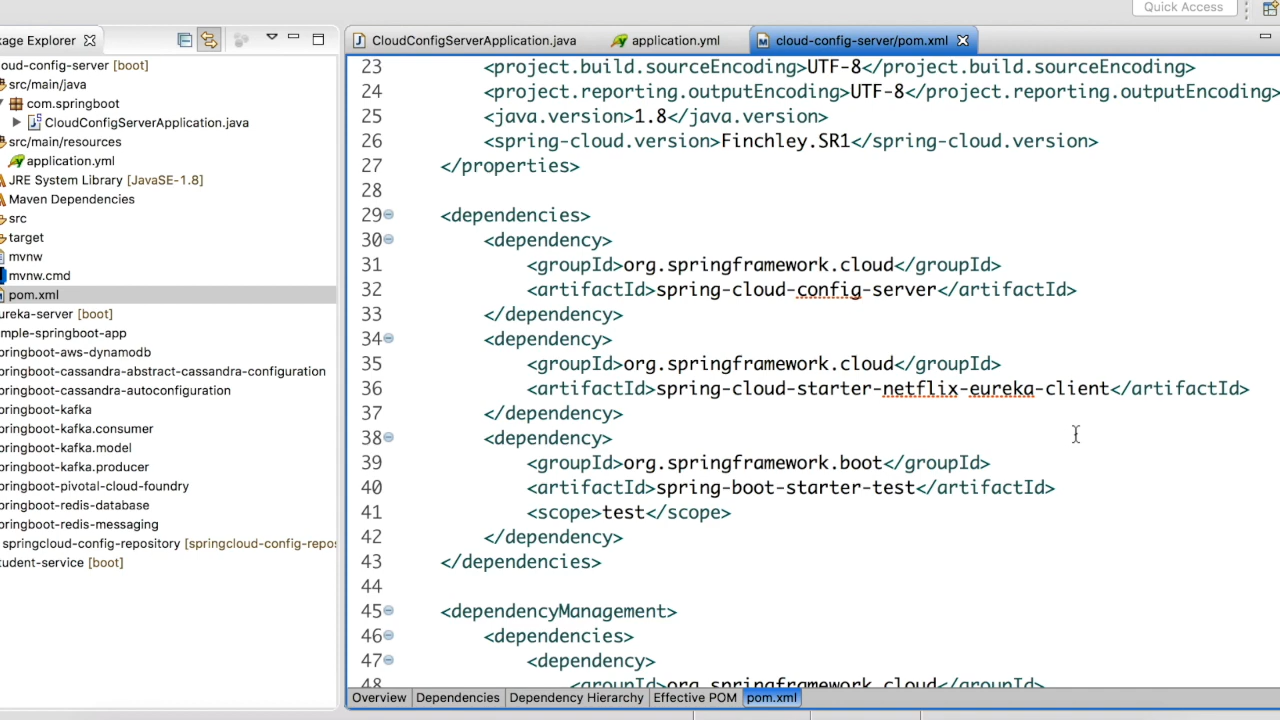 Quick Access
kage Explorer
CloudConfigServerApplication.java
application.yml
cloud-config-server/pom.xml
loud-config-server [boot]
src/main/java
com.springboot
CloudConfigServerApplication.java
src/main/resources
application.yml
JRE System Library [JavaSE-1.8]
Maven Dependencies
src
target
mvnw
mvnw.cmd
pom.xml
ureka-server [boot]
mple-springboot-app
pringboot-aws-dynamodb
pringboot-cassandra-abstract-cassandra-configuration
pringboot-cassandra-autoconfiguration
pringboot-kafka
pringboot-kafka.consumer
pringboot-kafka.model
pringboot-kafka.producer
pringboot-pivotal-cloud-foundry
pringboot-redis-database
pringboot-redis-messaging
springcloud-config-repository [springcloud-config-repos
tudent-service [boot]
23 <project.build.sourceEncoding>UTF-8</project.build.sourceEncoding>
24 <project.reporting.outputEncoding>UTF-8</project.reporting.outputEncoding>
25 <java.version>1.8</java.version>
26 <spring-cloud.version>Finchley.SR1</spring-cloud.version>
27 </properties>
28
29 <dependencies>
30 <dependency>
31 <groupId>org.springframework.cloud</groupId>
32 <artifactId>spring-cloud-config-server</artifactId>
33 </dependency>
34 <dependency>
35 <groupId>org.springframework.cloud</groupId>
36 <artifactId>spring-cloud-starter-netflix-eureka-client</artifactId>
37 </dependency>
38 <dependency>
39 <groupId>org.springframework.boot</groupId>
40 <artifactId>spring-boot-starter-test</artifactId>
41 <scope>test</scope>
42 </dependency>
43 </dependencies>
44
45 <dependencyManagement>
46 <dependencies>
47 <dependency>
48 <groupId>org.springframework.cloud</groupId>
Overview Dependencies Dependency Hierarchy Effective POM pom.xml